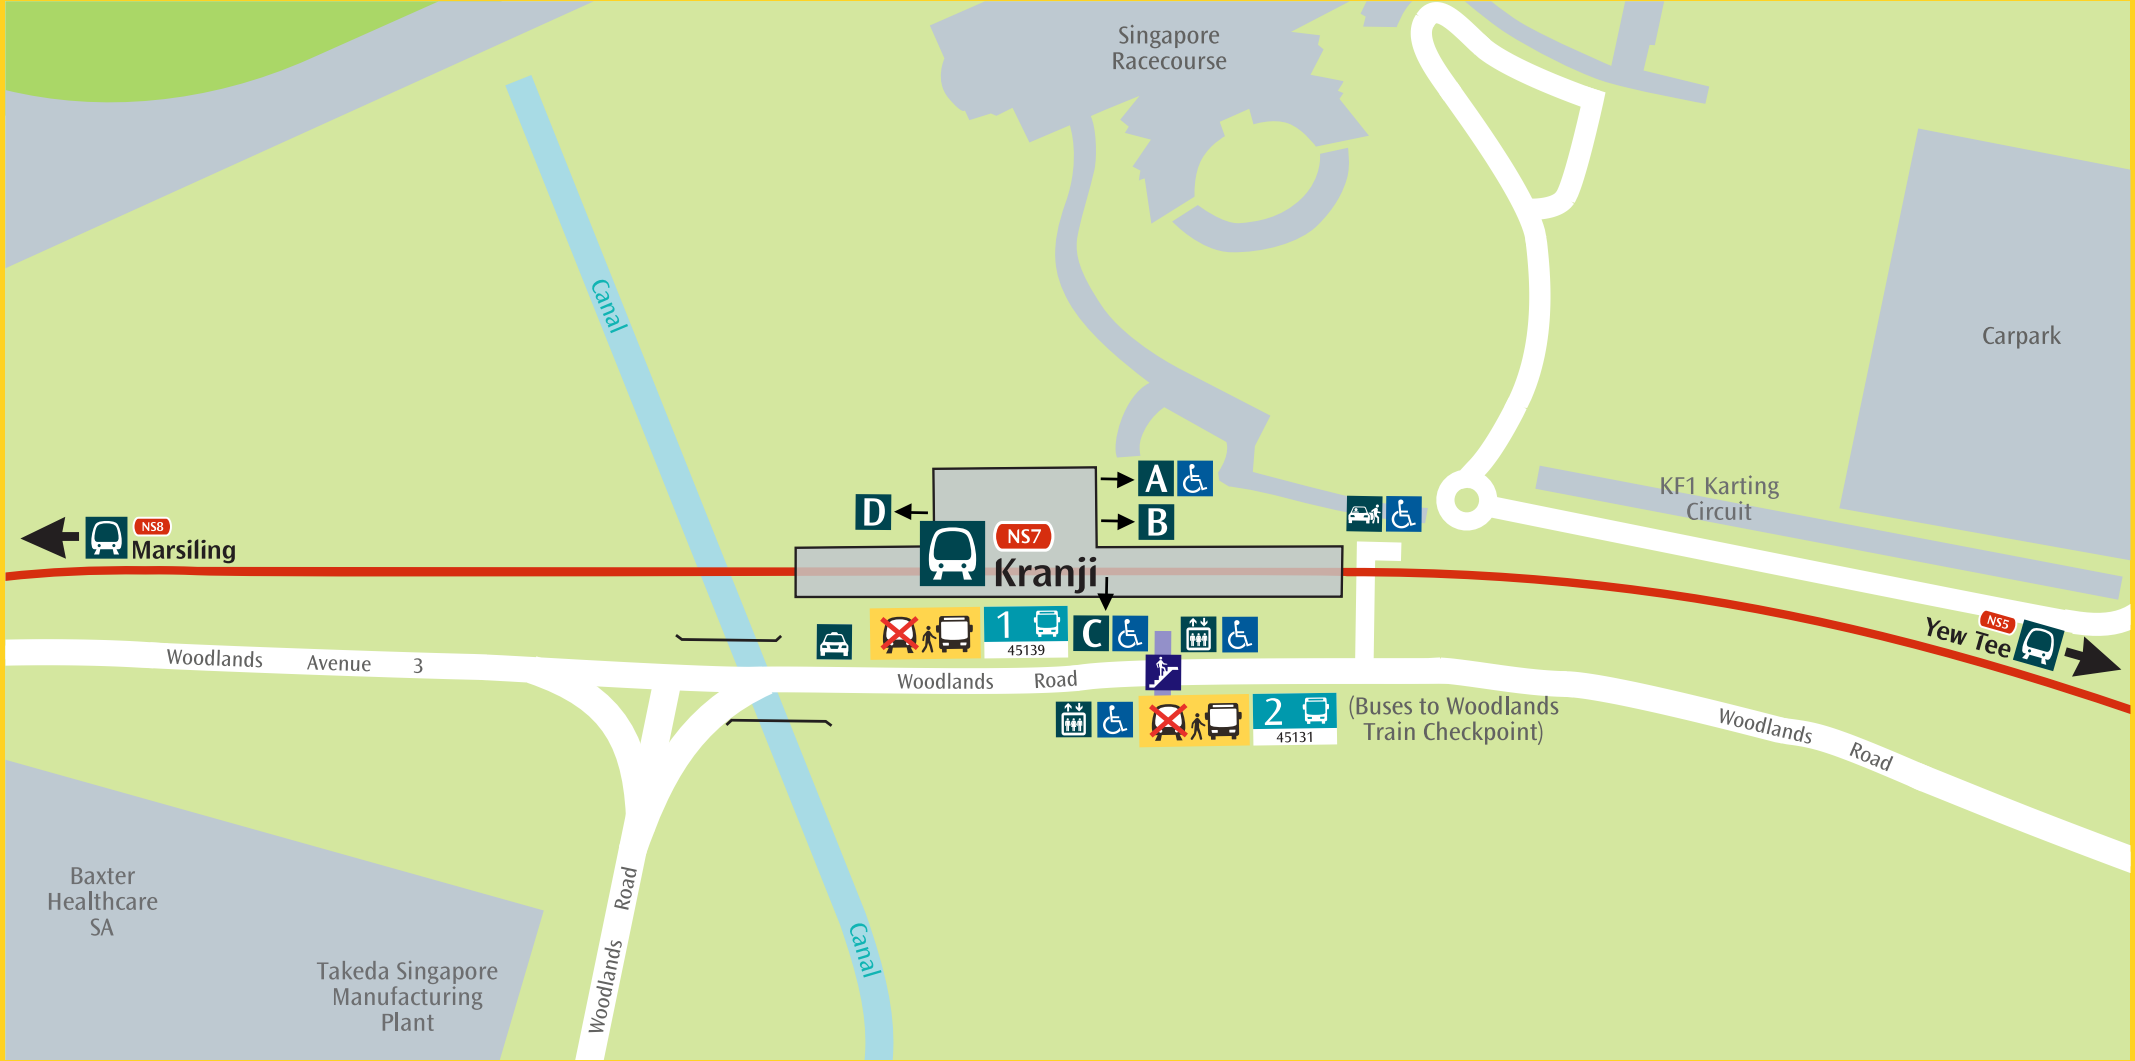 Singapore
Racecourse
Canal
Carpark
A
KF1 Karting
Circuit
D
B
NS8
Marsiling
NS7
Kranji
1
45139
C
NS5
Yew Tee
Woodlands Avenue 3
Woodlands Road
2
45131
(Buses to Woodlands
Train Checkpoint)
Woodlands Road
Baxter
Healthcare
SA
Woodlands Road
Canal
Takeda Singapore
Manufacturing
Plant